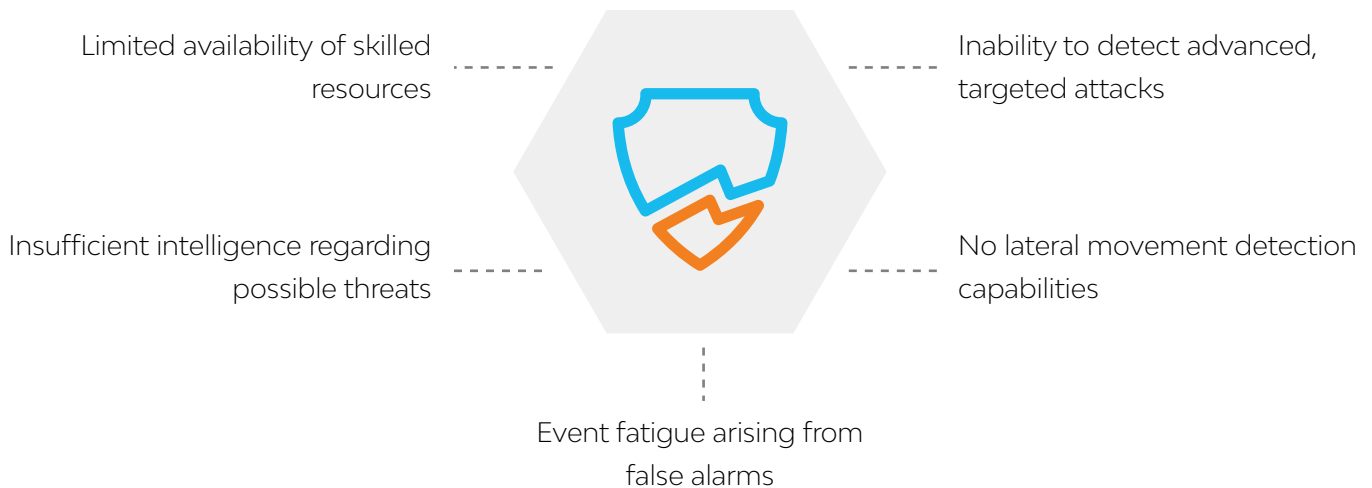 Limited availability of skilled
resources
Inability to detect advanced,
targeted attacks
Insufficient intelligence regarding
possible threats
No lateral movement detection
capabilities
Event fatigue arising from
false alarms